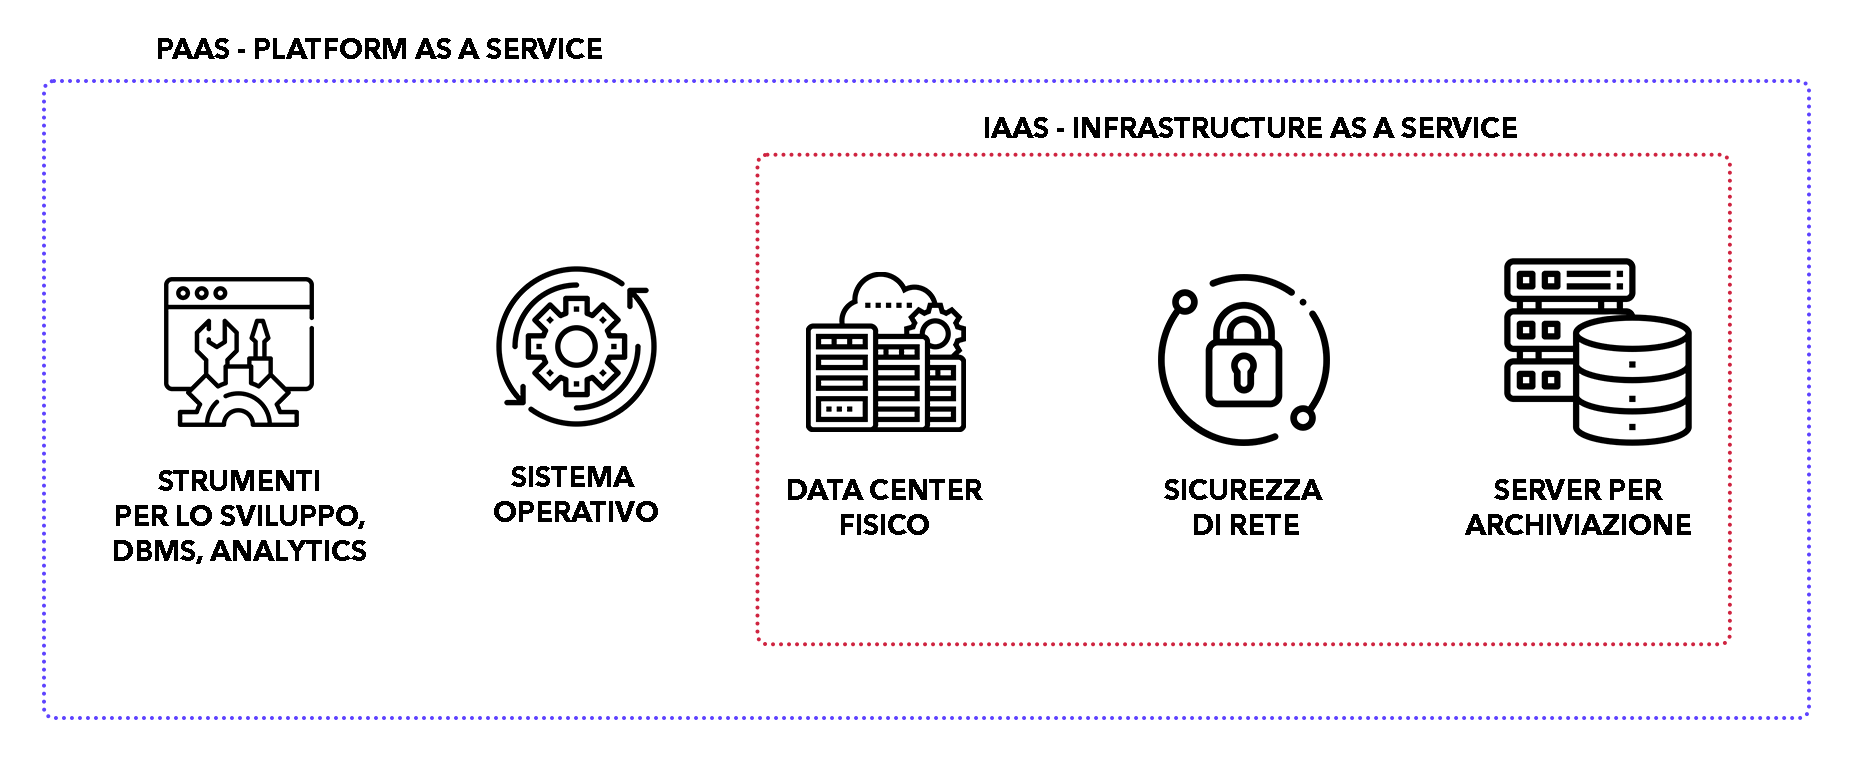 PAAS - PLATFORM AS A SERVICE
IAAS - INFRASTRUCTURE AS A SERVICE
STRUMENTI
PER LO SVILUPPO,
DBMS, ANALYTICS
SISTEMA
OPERATIVO
DATA CENTER
FISICO
SICUREZZA
DI RETE
SERVER PER
ARCHIVIAZIONE